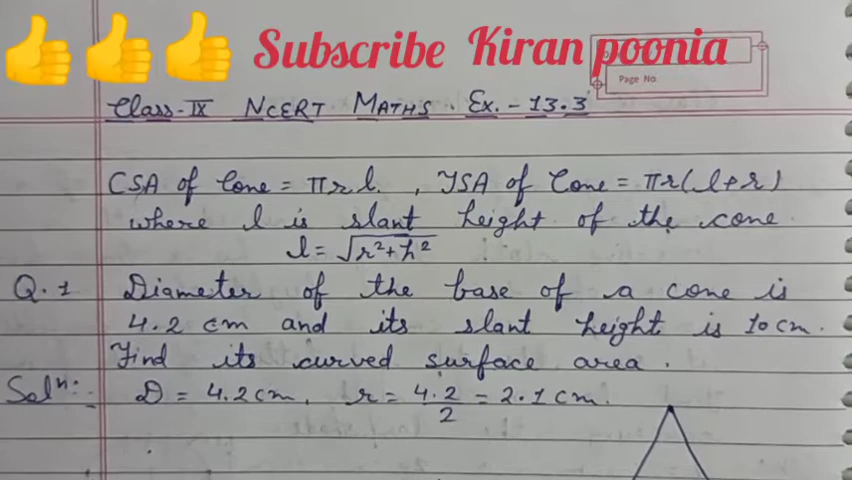 Subscribe Kiran poonia
Page No.
Class-IX NCERT MATHS. Ex.-13.3
CSA of Cone = πrl. , TSA of Cone = πr(l+r)
where l is slant height of the cone.
l = √r²+h²
Q.1 Diameter of the base of a cone is
4.2 cm and its slant height is 10 cm.
Find its curved surface area.
Solⁿ:- D = 4.2 cm, r = 4.2/2 = 2.1 cm.